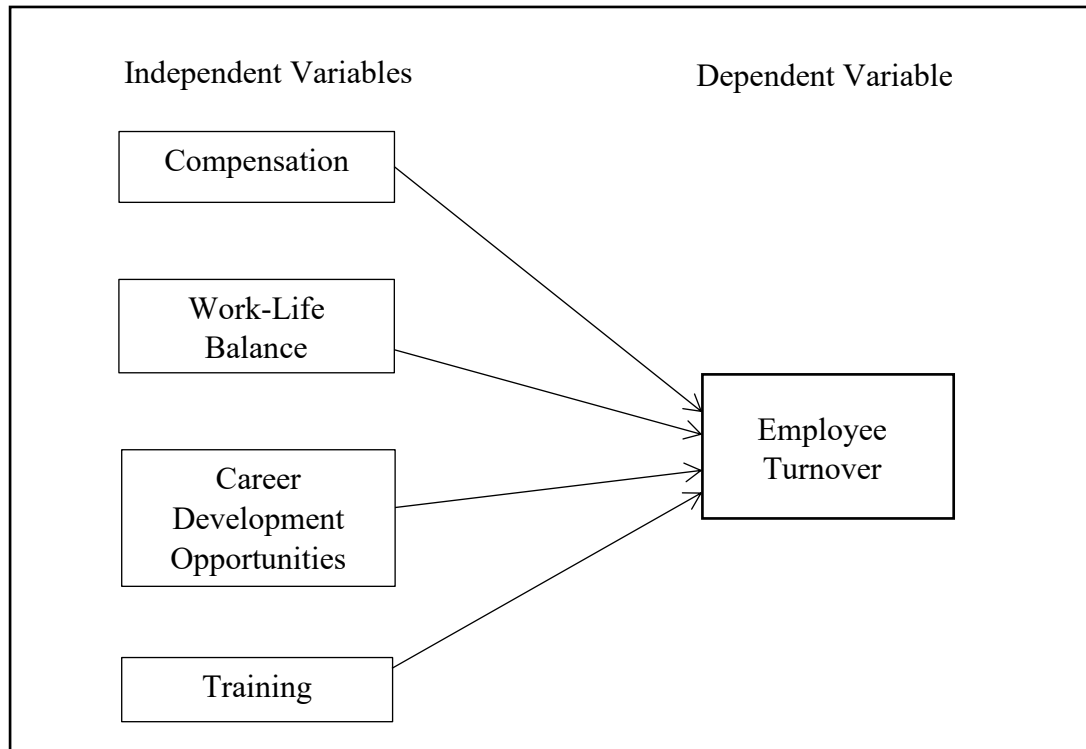 Independent Variables
Dependent Variable
Compensation
Work-Life
Balance
Career
Development
Opportunities
Training
Employee
Turnover